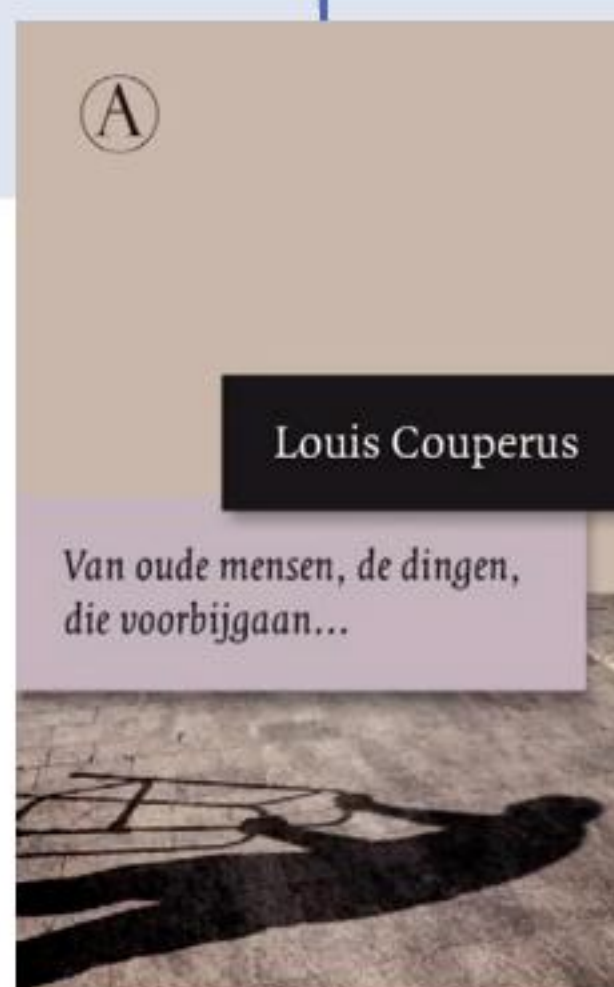 A
Louis Couperus
Van oude mensen, de dingen,
die voorbijgaan...